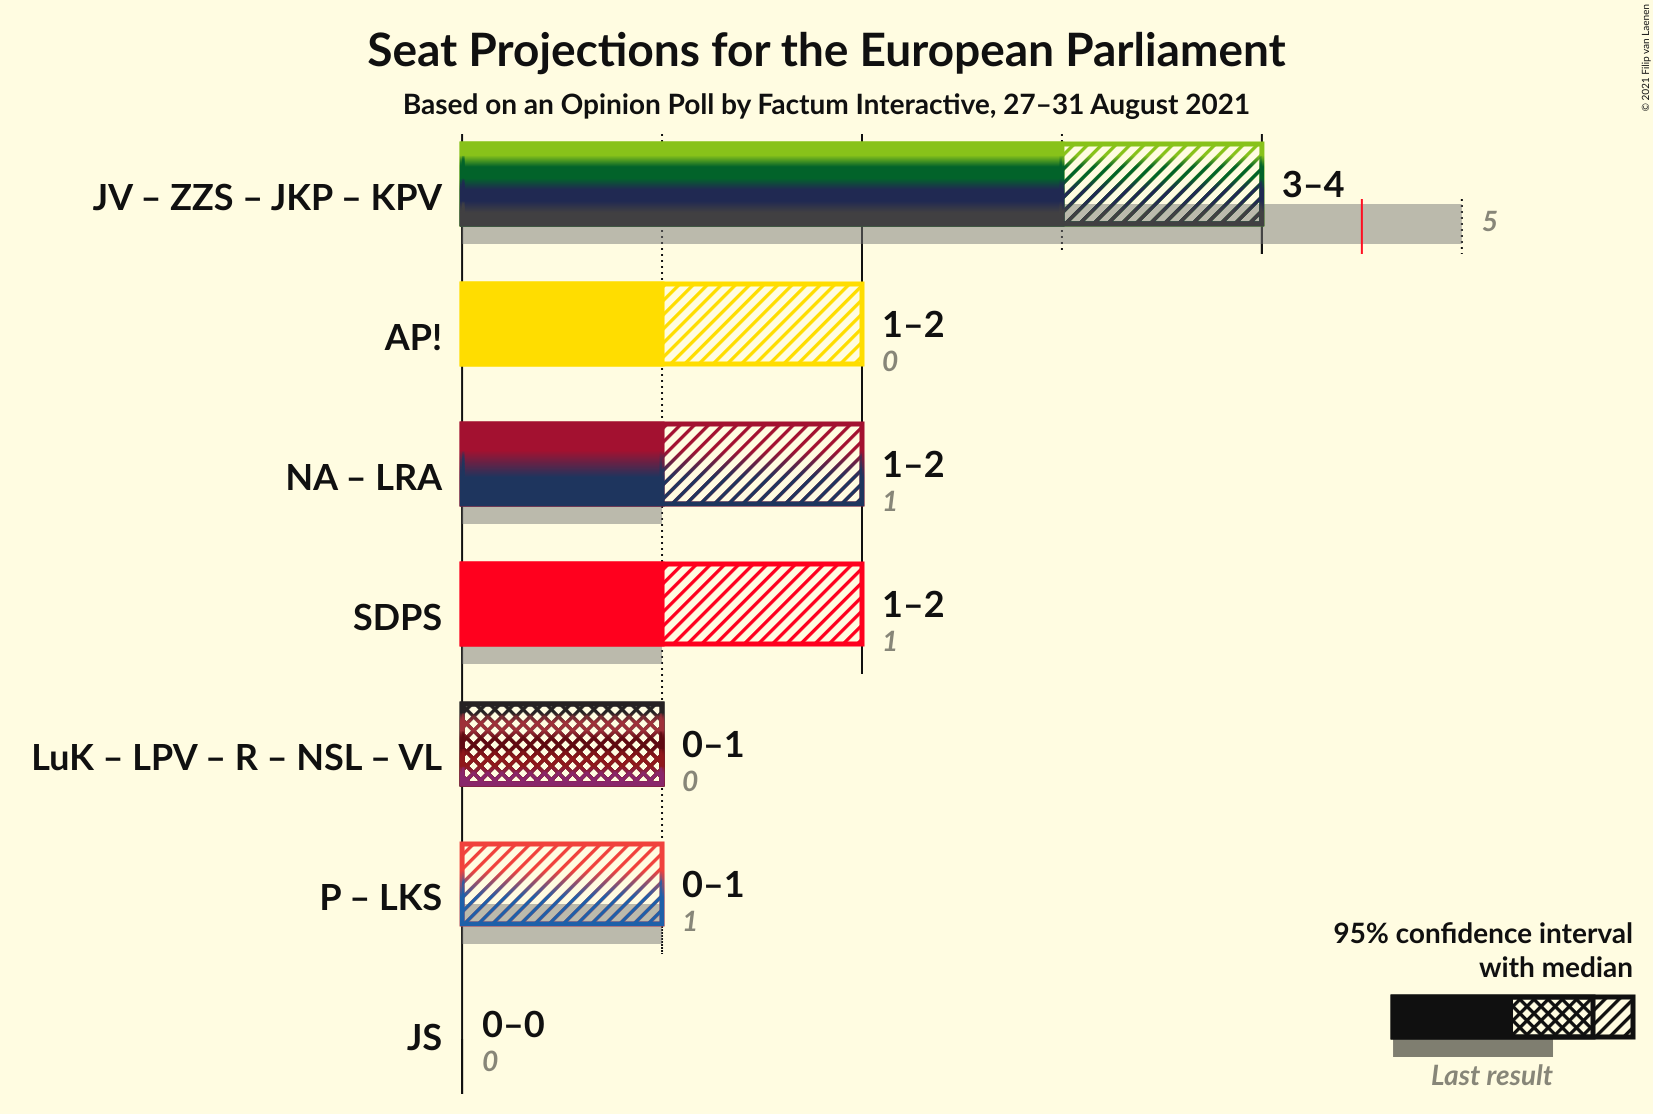 Seat Projections for the European Parliament
Based on an Opinion Poll by Factum Interactive, 27–31 August 2021
© 2021 Filip van Laenen
JV – ZZS – JKP – KPV
3–4
5
AP!
1–2
0
NA – LRA
1–2
1
SDPS
1–2
1
LuK – LPV – R – NSL – VL
0–1
0
P – LKS
0–1
1
JS
0–0
0
95% confidence interval
with median
Last result